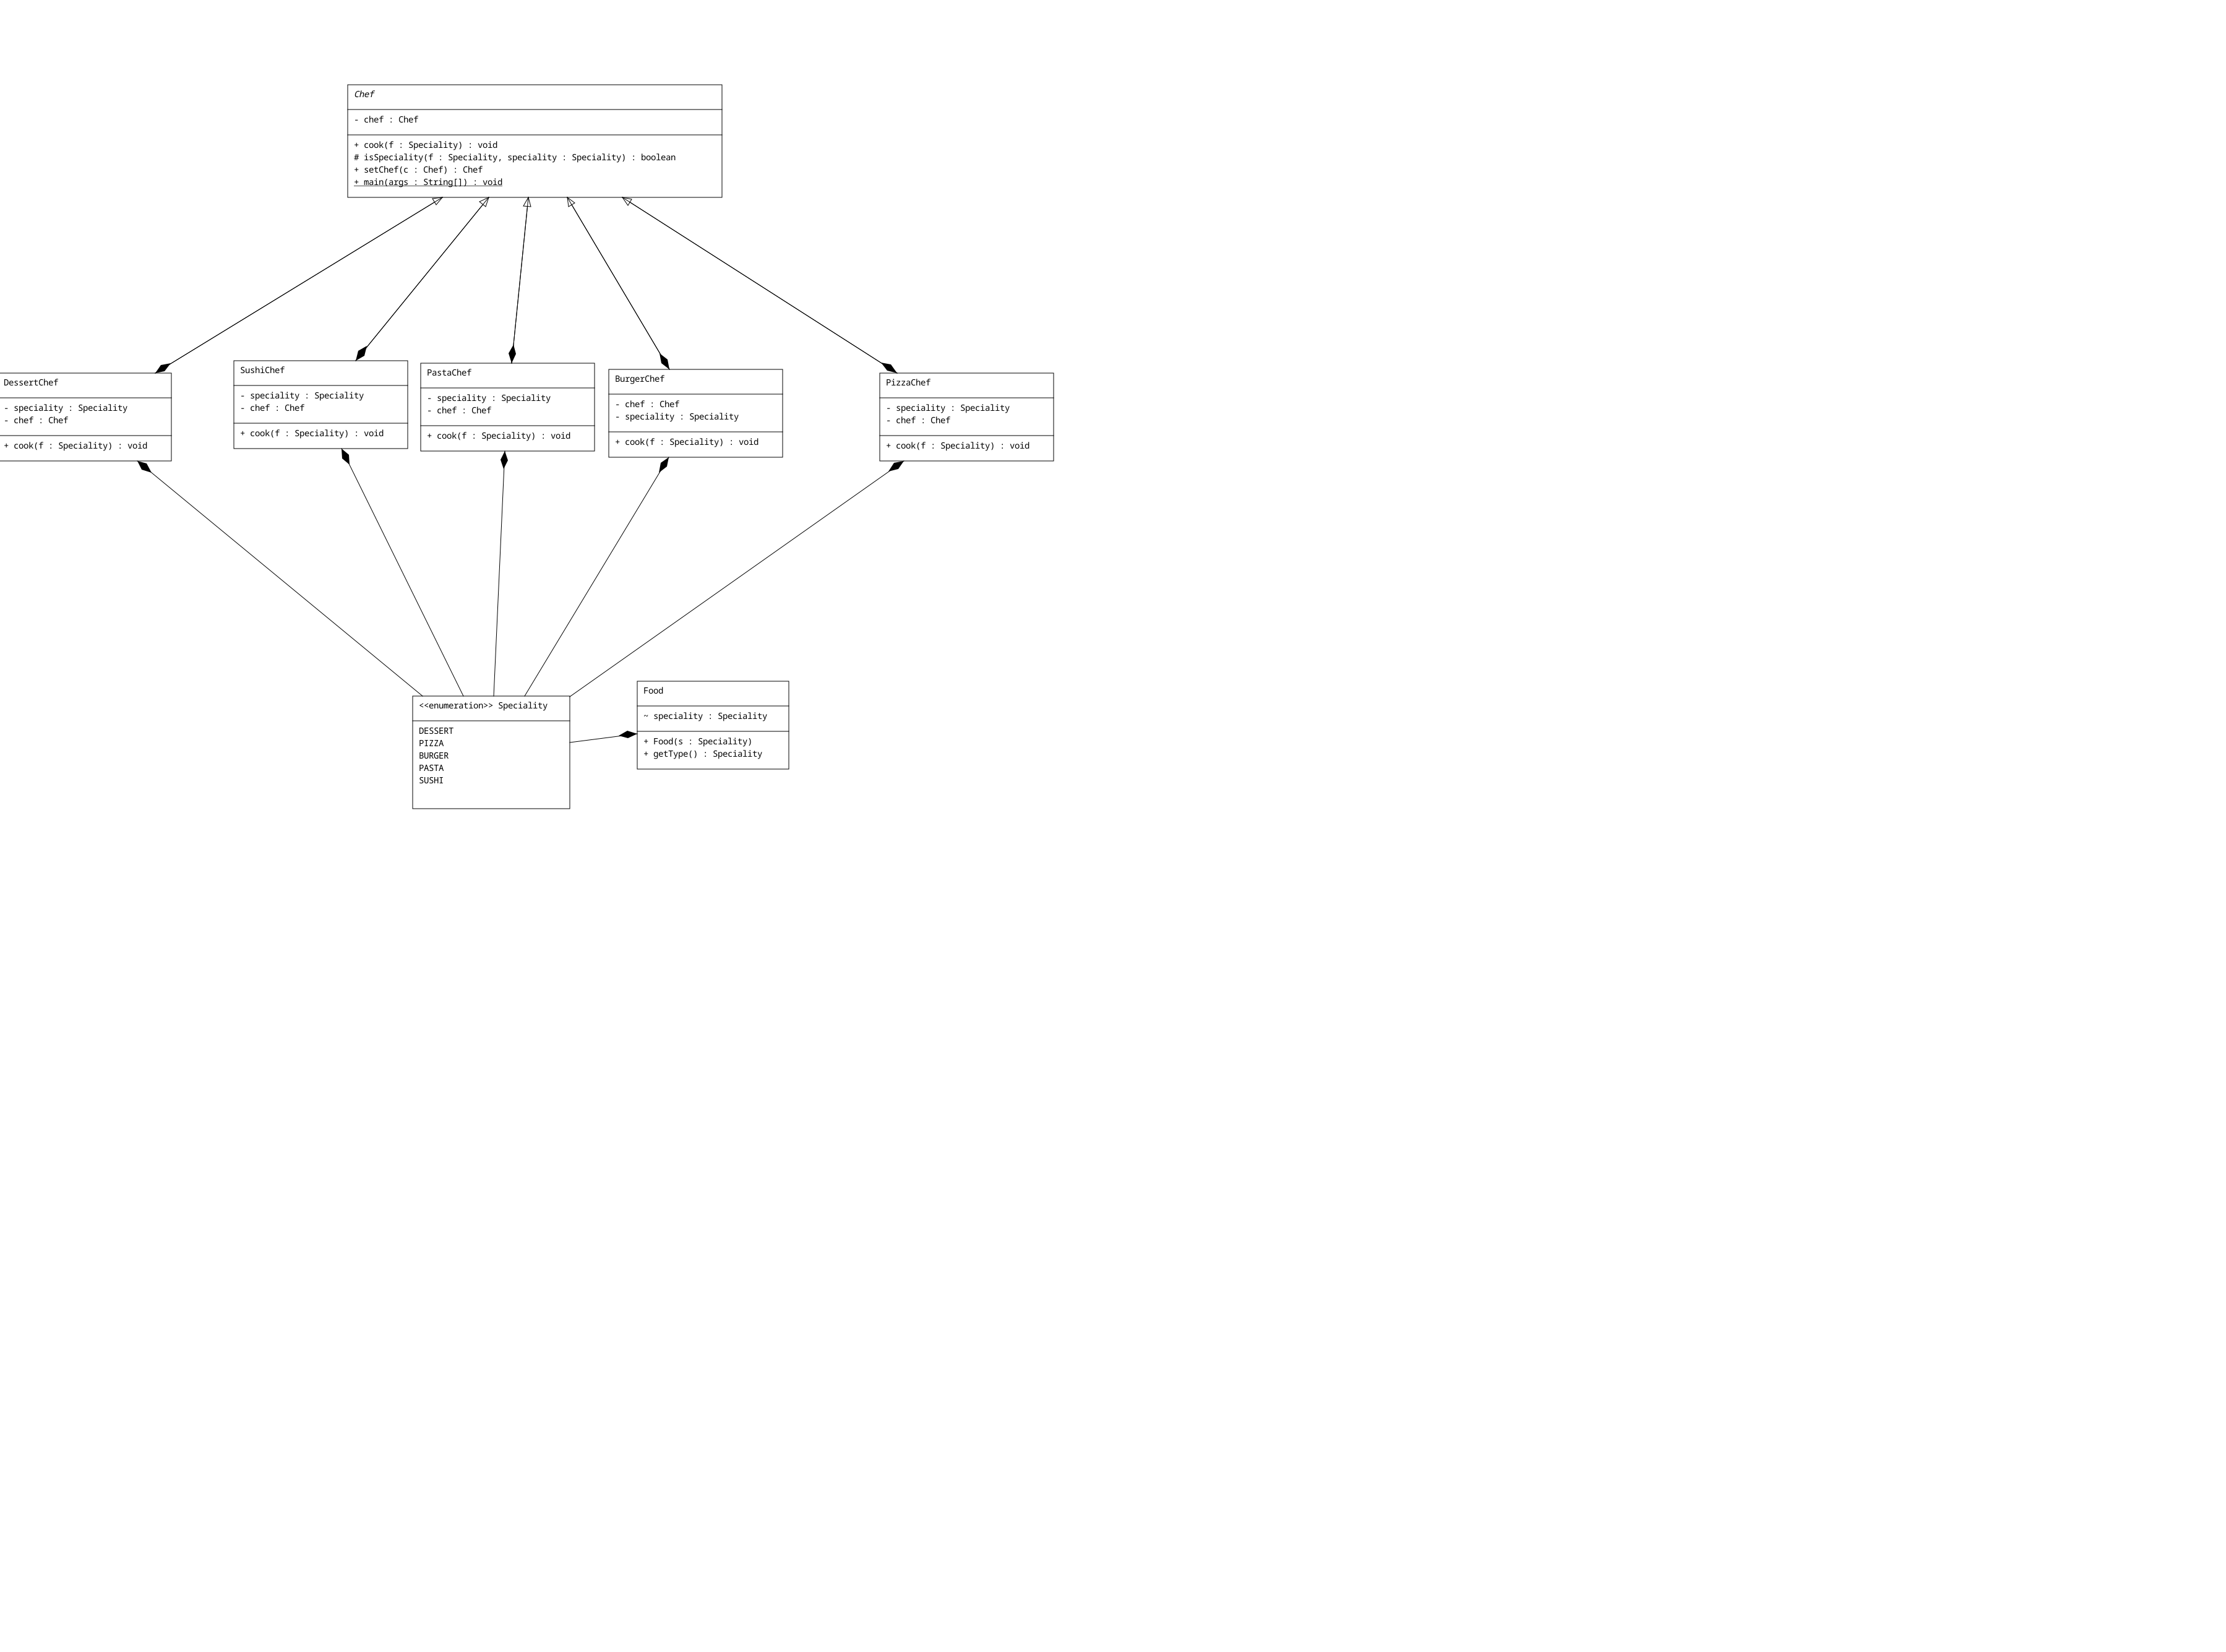 Chef
- chef : Chef
+ cook(f : Speciality) : void
# isSpeciality(f : Speciality, speciality : Speciality) : boolean
+ setChef(c : Chef) : Chef
+ main(args : String[]) : void
DessertChef
- speciality : Speciality
- chef : Chef
+ cook(f : Speciality) : void
SushiChef
- speciality : Speciality
- chef : Chef
+ cook(f : Speciality) : void
PastaChef
- speciality : Speciality
- chef : Chef
+ cook(f : Speciality) : void
BurgerChef
- chef : Chef
- speciality : Speciality
+ cook(f : Speciality) : void
PizzaChef
- speciality : Speciality
- chef : Chef
+ cook(f : Speciality) : void
<<enumeration>> Speciality
DESSERT
PIZZA
BURGER
PASTA
SUSHI
Food
~ speciality : Speciality
+ Food(s : Speciality)
+ getType() : Speciality